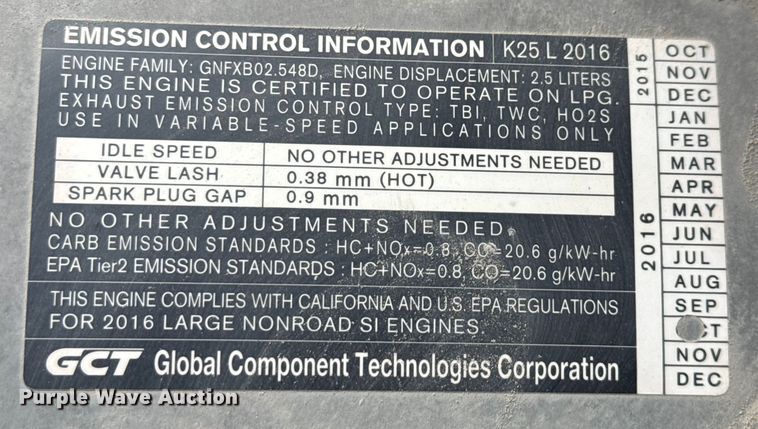 EMISSION CONTROL INFORMATION K25 L 2016
ENGINE FAMILY: GNFXB02.548D, ENGINE DISPLACEMENT: 2.5 LITERS
THIS ENGINE IS CERTIFIED TO OPERATE ON LPG.
EXHAUST EMISSION CONTROL TYPE: TBI, TWC, HO2S
USE IN VARIABLE-SPEED APPLICATIONS ONLY
IDLE SPEED NO OTHER ADJUSTMENTS NEEDED
VALVE LASH 0.38 mm (HOT)
SPARK PLUG GAP 0.9 mm
NO OTHER ADJUSTMENTS NEEDED.
CARB EMISSION STANDARDS : HC+NOx=0.8, CO=20.6 g/kW-hr
EPA Tier2 EMISSION STANDARDS : HC+NOx=0.8, CO=20.6 g/kW-hr
THIS ENGINE COMPLIES WITH CALIFORNIA AND U.S. EPA REGULATIONS
FOR 2016 LARGE NONROAD SI ENGINES.
GCT Global Component Technologies Corporation
2015
OCT
NOV
DEC
2016
JAN
FEB
MAR
APR
MAY
JUN
JUL
AUG
SEP
OCT
NOV
DEC
Purple Wave Auction